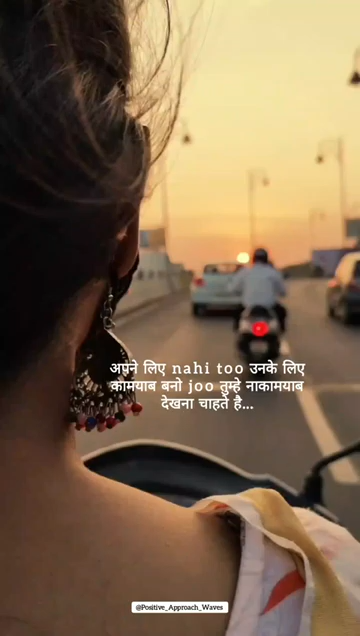 अपने लिए nahi too उनके लिए
कामयाब बनो joo तुम्हे नाकामयाब
देखना चाहते है...
@Positive_Approach_Waves